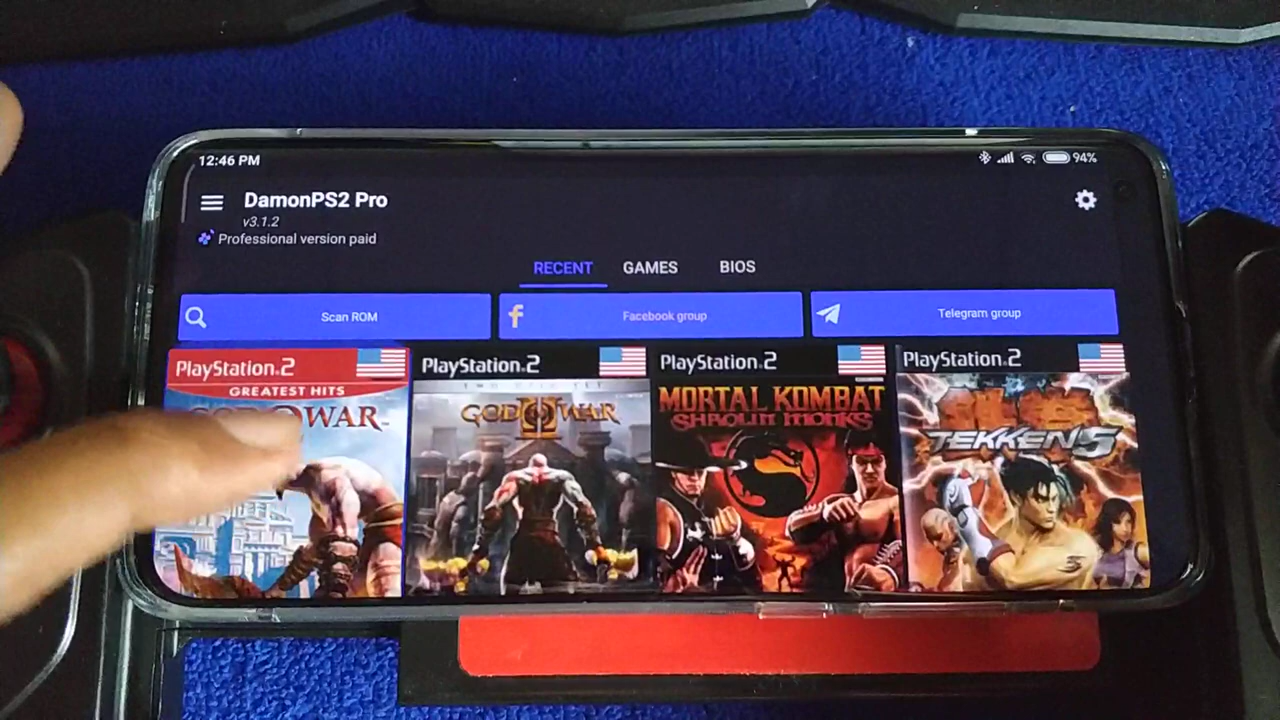 12:46 PM
94%
DamonPS2 Pro
v3.1.2
Professional version paid
RECENT
GAMES
BIOS
Scan ROM
Facebook group
Telegram group
PlayStation.2
GREATEST HITS
WAR
PlayStation.2
GOD OF WAR
II
PlayStation.2
MORTAL KOMBAT
SHAOLIN MONKS
PlayStation.2
TEKKEN 5